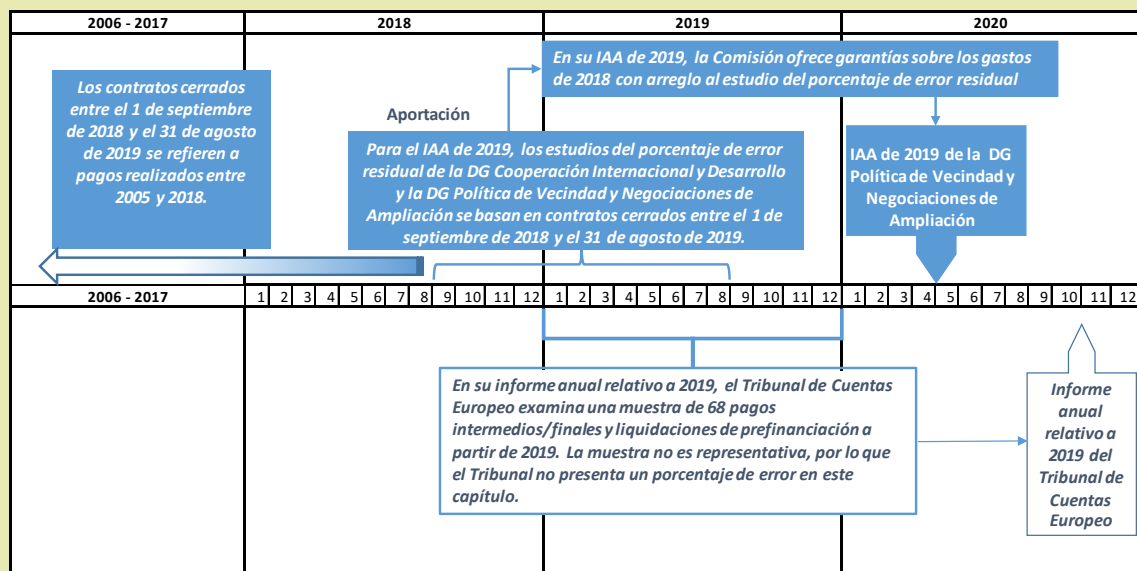 2006 - 2017 2018 2019 2020
En su IAA de 2019, la Comisión ofrece garantías sobre los gastos
de 2018 con arreglo al estudio del porcentaje de error residual
Los contratos cerrados
entre el 1 de septiembre
de 2018 y el 31 de agosto
de 2019 se refieren a
pagos realizados entre
2005 y 2018.
Aportación
Para el IAA de 2019, los estudios del porcentaje de error
residual de la DG Cooperación Internacional y Desarrollo
y la DG Política de Vecindad y Negociaciones de
Ampliación se basan en contratos cerrados entre el 1 de
septiembre de 2018 y el 31 de agosto de 2019.
IAA de 2019 de la DG
Política de Vecindad y
Negociaciones de
Ampliación
2006 - 2017 1 2 3 4 5 6 7 8 9 10 11 12 1 2 3 4 5 6 7 8 9 10 11 12 1 2 3 4 5 6 7 8 9 10 11 12
En su informe anual relativo a 2019, el Tribunal de Cuentas
Europeo examina una muestra de 68 pagos
intermedios/finales y liquidaciones de prefinanciación a
partir de 2019. La muestra no es representativa, por lo que
el Tribunal no presenta un porcentaje de error en este
capítulo.
Informe
anual
relativo a
2019 del
Tribunal de
Cuentas
Europeo